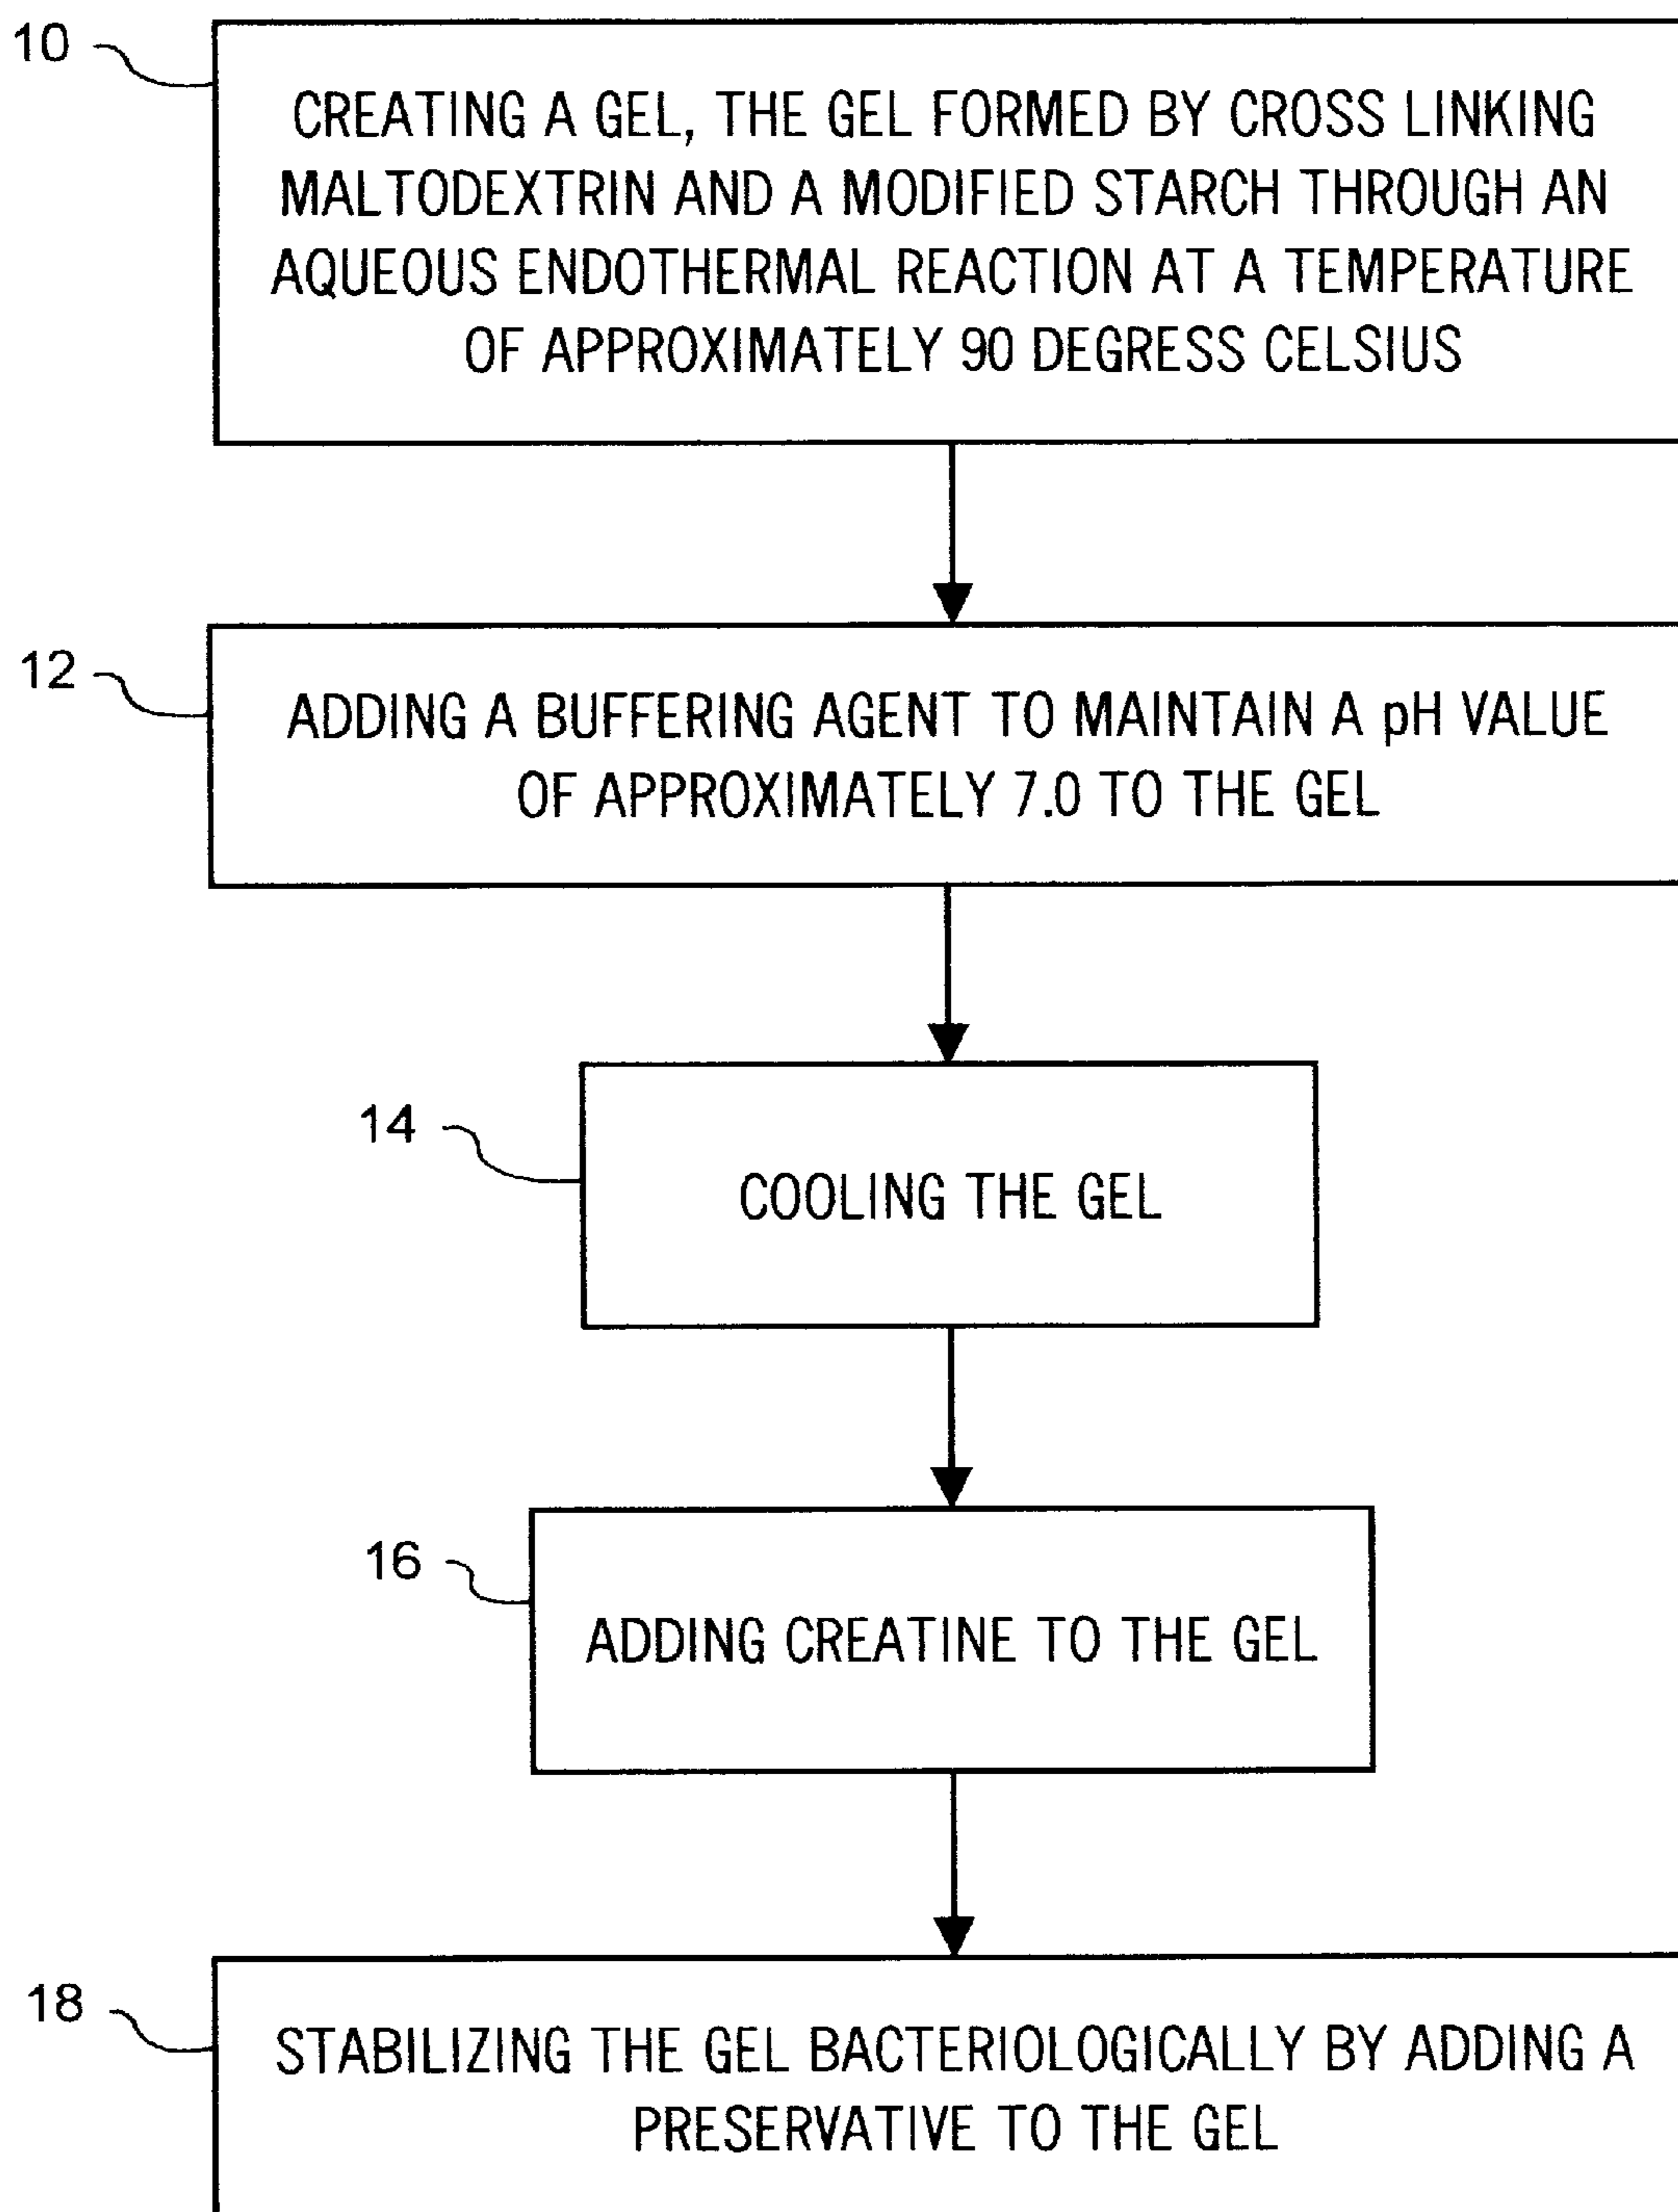 10
CREATING A GEL, THE GEL FORMED BY CROSS LINKING
MALTODEXTRIN AND A MODIFIED STARCH THROUGH AN
AQUEOUS ENDOTHERMAL REACTION AT A TEMPERATURE
OF APPROXIMATELY 90 DEGRESS CELSIUS
12
ADDING A BUFFERING AGENT TO MAINTAIN A pH VALUE
OF APPROXIMATELY 7.0 TO THE GEL
14
COOLING THE GEL
16
ADDING CREATINE TO THE GEL
18
STABILIZING THE GEL BACTERIOLOGICALLY BY ADDING A
PRESERVATIVE TO THE GEL